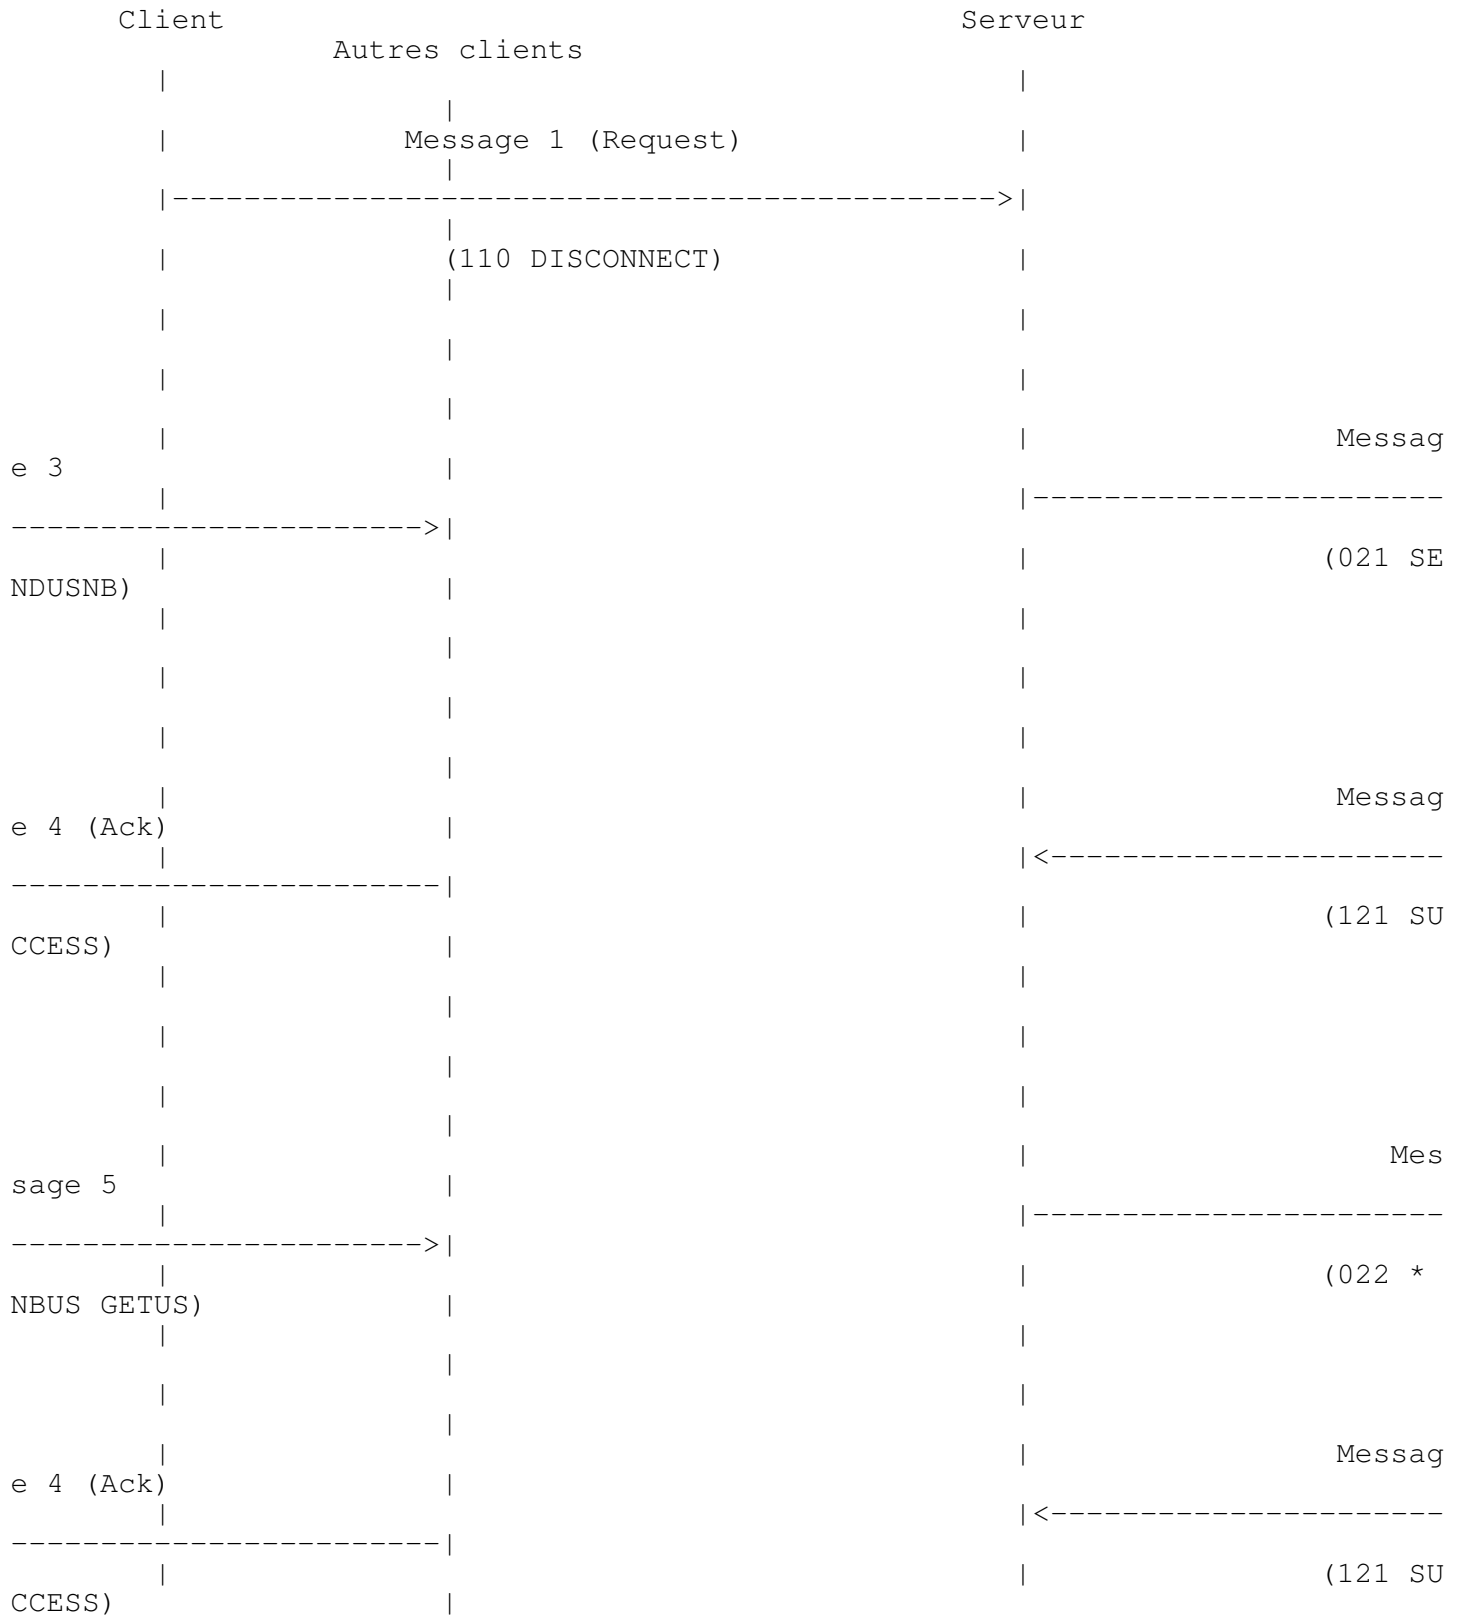 Client Serveur
Autres clients
| |
|
| Message 1 (Request) |
|
|---------------------------------------------->|
|
| (110 DISCONNECT) |
|
| |
|
| |
|
| | Messag
e 3 |
| |-----------------------
----------------------->|
| | (021 SE
NDUSNB) |
| |
|
| |
|
| |
|
| | Messag
e 4 (Ack) |
| |<----------------------
------------------------|
| | (121 SU
CCESS) |
| |
|
| |
|
| |
|
| | Mes
sage 5 |
| |-----------------------
----------------------->|
| | (022 *
NBUS GETUS) |
| |
|
| |
|
| | Messag
e 4 (Ack) |
| |<----------------------
------------------------|
| | (121 SU
CCESS) |